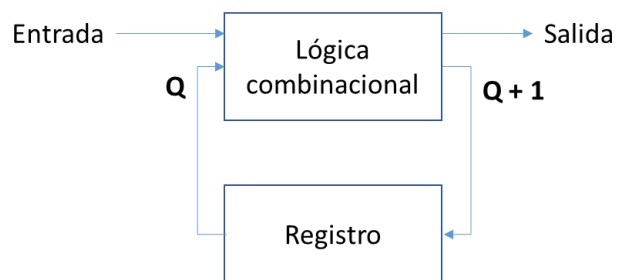 Entrada
Lógica
combinacional
Salida
Q
Q + 1
Registro